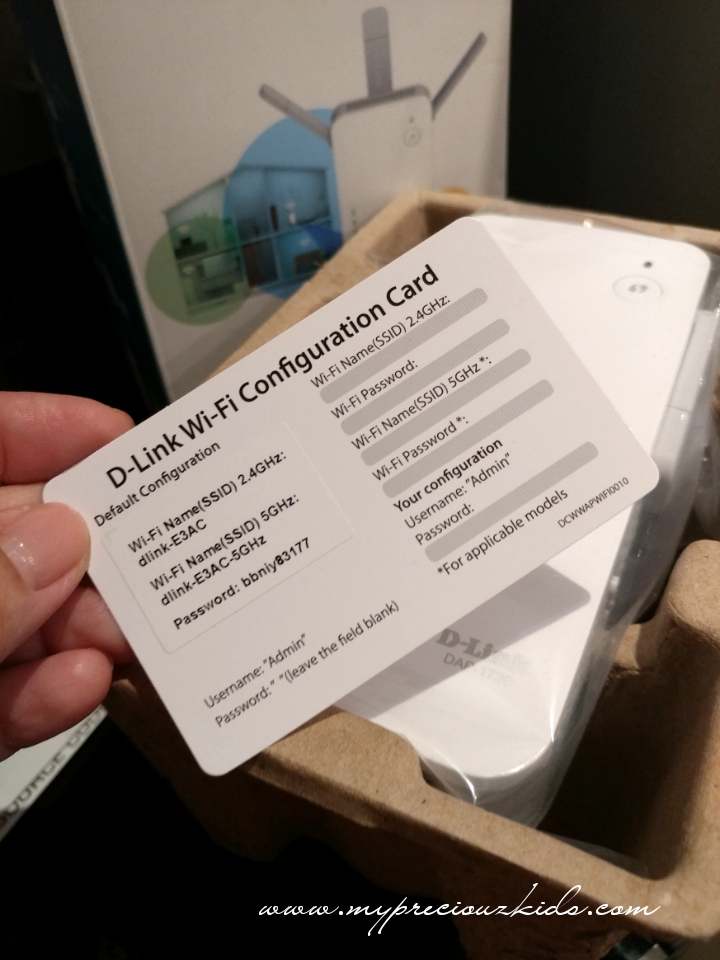 D-Link Wi-Fi Configuration Card
Default Configuration
Wi-Fi Name(SSID) 2.4GHz:
dlink-E3AC
Wi-Fi Name(SSID) 5GHz:
dlink-E3AC-5GHz
Password: bbniy83177
Username:"Admin"
Password:" "(leave the field blank)
Wi-Fi Name(SSID) 2.4GHz:
Wi-Fi Password:
Wi-Fi Name(SSID) 5GHz *:
Wi-Fi Password *:
Your configuration
Username:"Admin"
Password:
*For applicable models
DCWWAPWIFI0010
D-Link
www.mypreciouzkids.com